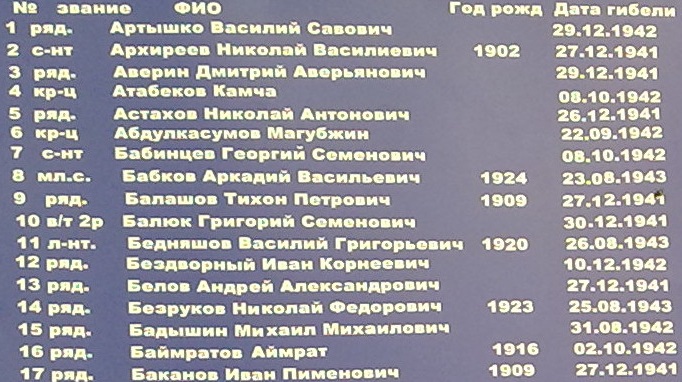 № звание ФИО Год рожд Дата гибели
1 ряд. Артышко Василий Савович 29.12.1942
2 с-нт Архиреев Николай Василиевич 1902 27.12.1941
3 ряд. Аверин Дмитрий Аверьянович 29.12.1941
4 кр-ц Атабеков Камча 08.10.1942
5 ряд. Астахов Николай Антонович 26.12.1941
6 кр-ц Абдулкасумов Магубжин 22.09.1942
7 с-нт Бабинцев Георгий Семенович 08.10.1942
8 мл.с. Бабков Аркадий Васильевич 1924 23.08.1943
9 ряд. Балашов Тихон Петрович 1909 27.12.1941
10 в/т 2р Балюк Григорий Семенович 30.12.1941
11 л-нт. Бедняшов Василий Григорьевич 1920 26.08.1943
12 ряд. Бездворный Иван Корнеевич 10.12.1942
13 ряд. Белов Андрей Александрович 27.12.1941
14 ряд. Безруков Николай Федорович 1923 25.08.1943
15 ряд. Бадышин Михаил Михаилович 31.08.1942
16 ряд. Баймратов Аймрат 1916 02.10.1942
17 ряд. Баканов Иван Пименович 1909 27.12.1941